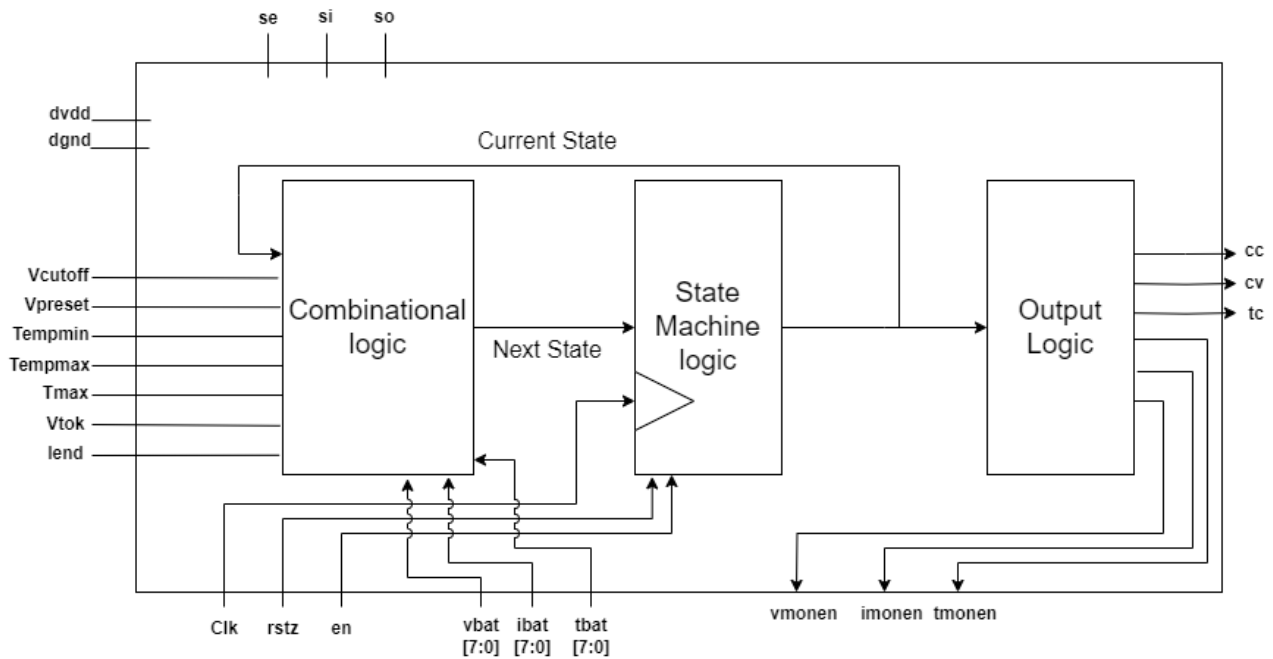 se si so
dvdd
dgnd
Current State
Vcutoff
Vpreset
Tempmin
Tempmax
Tmax
Vtok
Iend
Combinational
logic
Next State
State
Machine
logic
Output
Logic
cc
cv
tc
Clk rstz en vbat ibat tbat
[7:0] [7:0] [7:0]
vmonen imonen tmonen